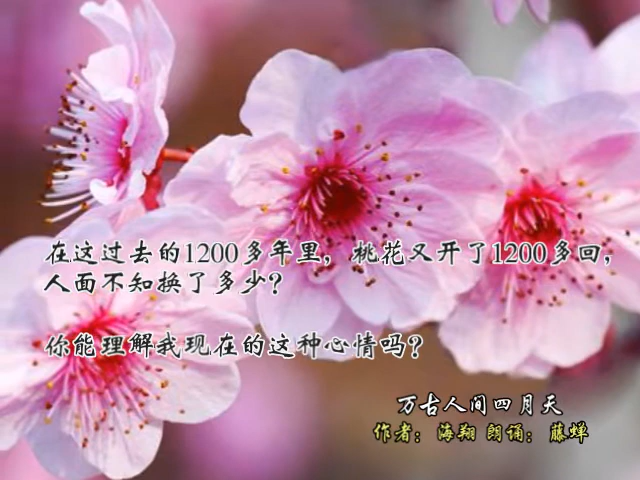 在这过去的1200多年里，桃花又开了1200多回，
人面不知换了多少？
你能理解我现在的这种心情吗？
万古人间四月天
作者：海翔 朗诵：藤蝉